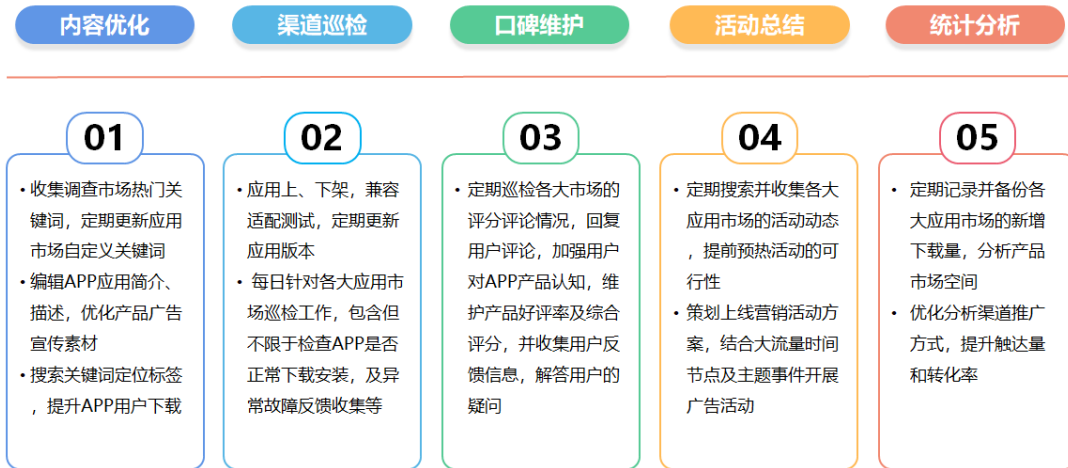 内容优化
渠道巡检
口碑维护
活动总结
统计分析
01
•收集调查市场热门关
键词，定期更新应用
市场自定义关键词
•编辑APP应用简介、
描述，优化产品广告
宣传素材
•搜索关键词定位标签
，提升APP用户下载
02
•应用上、下架，兼容
适配测试，定期更新
应用版本
• 每日针对各大应用市
场巡检工作，包含但
不限于检查APP是否
正常下载安装，及异
常故障反馈收集等
03
• 定期巡检各大市场的
评分评论情况，回复
用户评论，加强用户
对APP产品认知，维
护产品好评率及综合
评分，并收集用户反
馈信息，解答用户的
疑问
04
• 定期搜索并收集各大
应用市场的活动动态
，提前预热活动的可
行性
• 策划上线营销活动方
案，结合大流量时间
节点及主题事件开展
广告活动
05
• 定期记录并备份各
大应用市场的新增
下载量，分析产品
市场空间
• 优化分析渠道推广
方式，提升触达量
和转化率